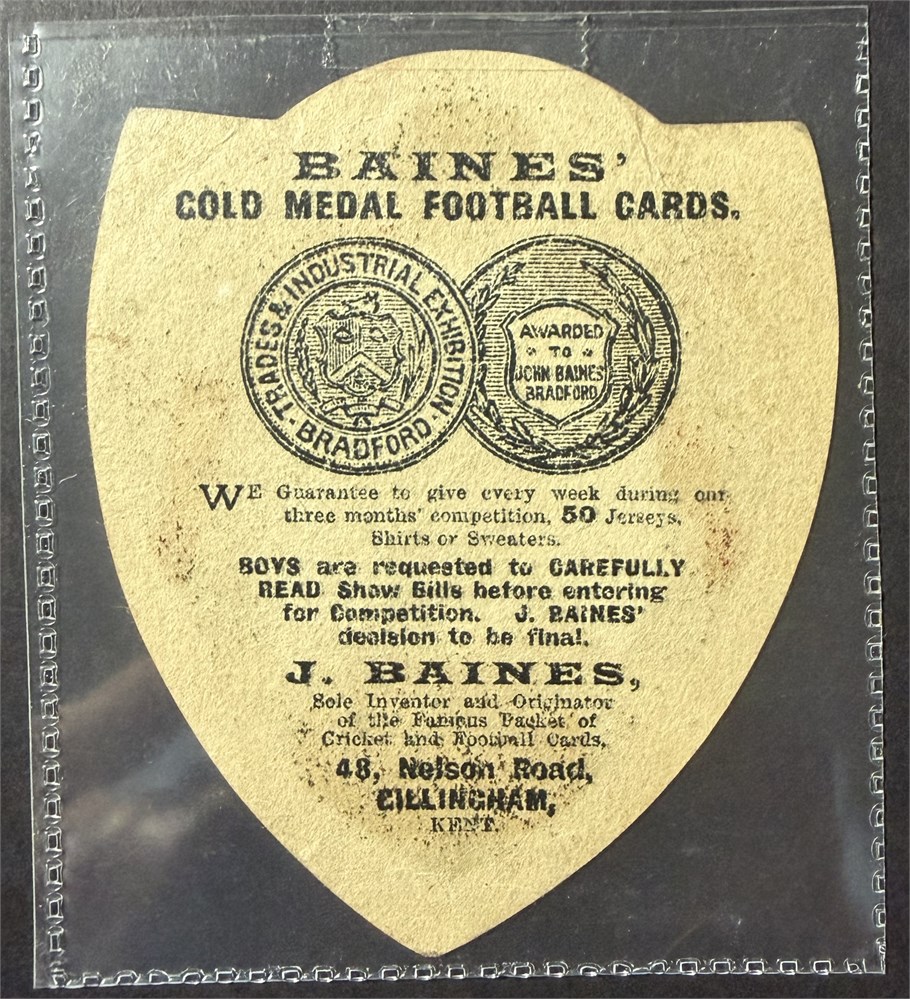 BAINES'
GOLD MEDAL FOOTBALL CARDS.
TRADES & INDUSTRIAL EXHIBITION · BRADFORD ·
AWARDED
TO
JOHN BAINES
BRADFORD
WE Guarantee to give every week during our
three months' competition, 50 Jerseys,
Shirts or Sweaters.
BOYS are requested to CAREFULLY
READ Show Bills before entering
for Competition. J. BAINES'
decision to be final.
J. BAINES,
Sole Inventor and Originator
of the Famous Packet of
Cricket and Football Cards,
48, Nelson Road,
GILLINGHAM,
KENT.